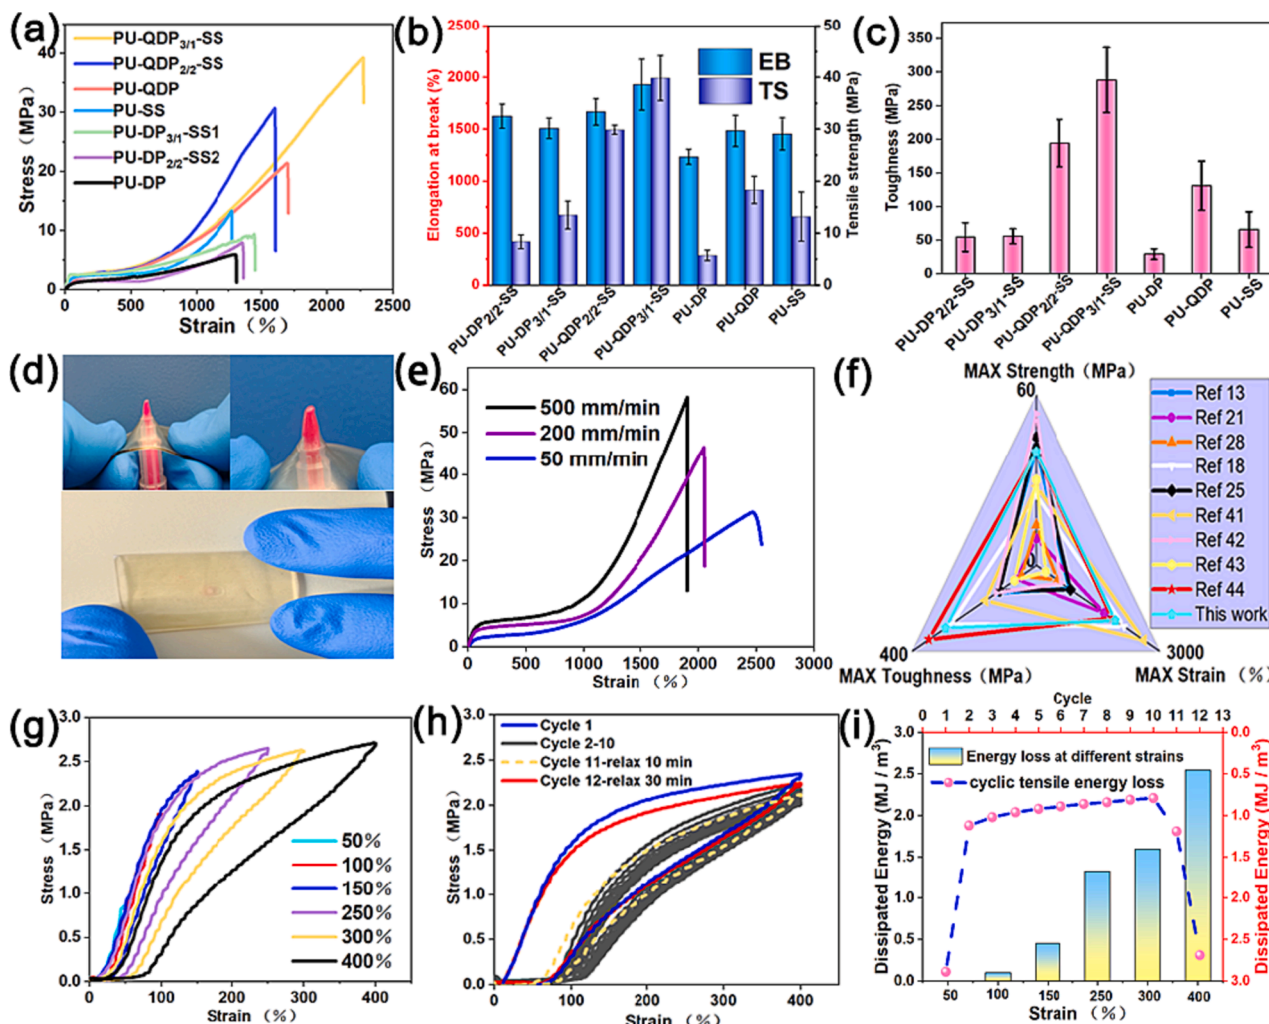 (a)
PU-QDP3/1-SS
PU-QDP2/2-SS
PU-QDP
PU-SS
PU-DP3/1-SS1
PU-DP2/2-SS2
PU-DP
40
30
20
10
0
Stress (MPa)
0 500 1000 1500 2000 2500
Strain (%)
(b)
EB
TS
2500
2000
1500
1000
500
0
Elongation at break (%)
50
40
30
20
10
0
Tensile strength (MPa)
PU-DP2/2-SS
PU-DP3/1-SS
PU-QDP2/2-SS
PU-QDP3/1-SS
PU-DP
PU-QDP
PU-SS
(c)
350
300
250
200
150
100
50
0
Toughness (MPa)
PU-DP2/2-SS
PU-DP3/1-SS
PU-QDP2/2-SS
PU-QDP3/1-SS
PU-DP
PU-QDP
PU-SS
(d)
(e)
500 mm/min
200 mm/min
50 mm/min
60
50
40
30
20
10
0
Stress (MPa)
0 500 1000 1500 2000 2500 3000
Strain (%)
(f)
MAX Strength (MPa)
60
0
400
3000
MAX Toughness (MPa)
MAX Strain (%)
Ref 13
Ref 21
Ref 28
Ref 18
Ref 25
Ref 41
Ref 42
Ref 43
Ref 44
This work
(g)
3.0
2.5
2.0
1.5
1.0
0.5
0.0
Stress (MPa)
50%
100%
150%
250%
300%
400%
0 100 200 300 400
Strain (%)
(h)
Cycle 1
Cycle 2-10
Cycle 11-relax 10 min
Cycle 12-relax 30 min
3.0
2.5
2.0
1.5
1.0
0.5
0.0
Stress (MPa)
0 100 200 300 400
Strain (%)
(i)
Cycle
0 1 2 3 4 5 6 7 8 9 10 11 12 13
Energy loss at different strains
cyclic tensile energy loss
3.0
2.5
2.0
1.5
1.0
0.5
0.0
Dissipated Energy (MJ / m³)
0.0
0.5
1.0
1.5
2.0
2.5
3.0
Dissipated Energy (MJ / m³)
50 100 150 250 300 400
Strain (%)